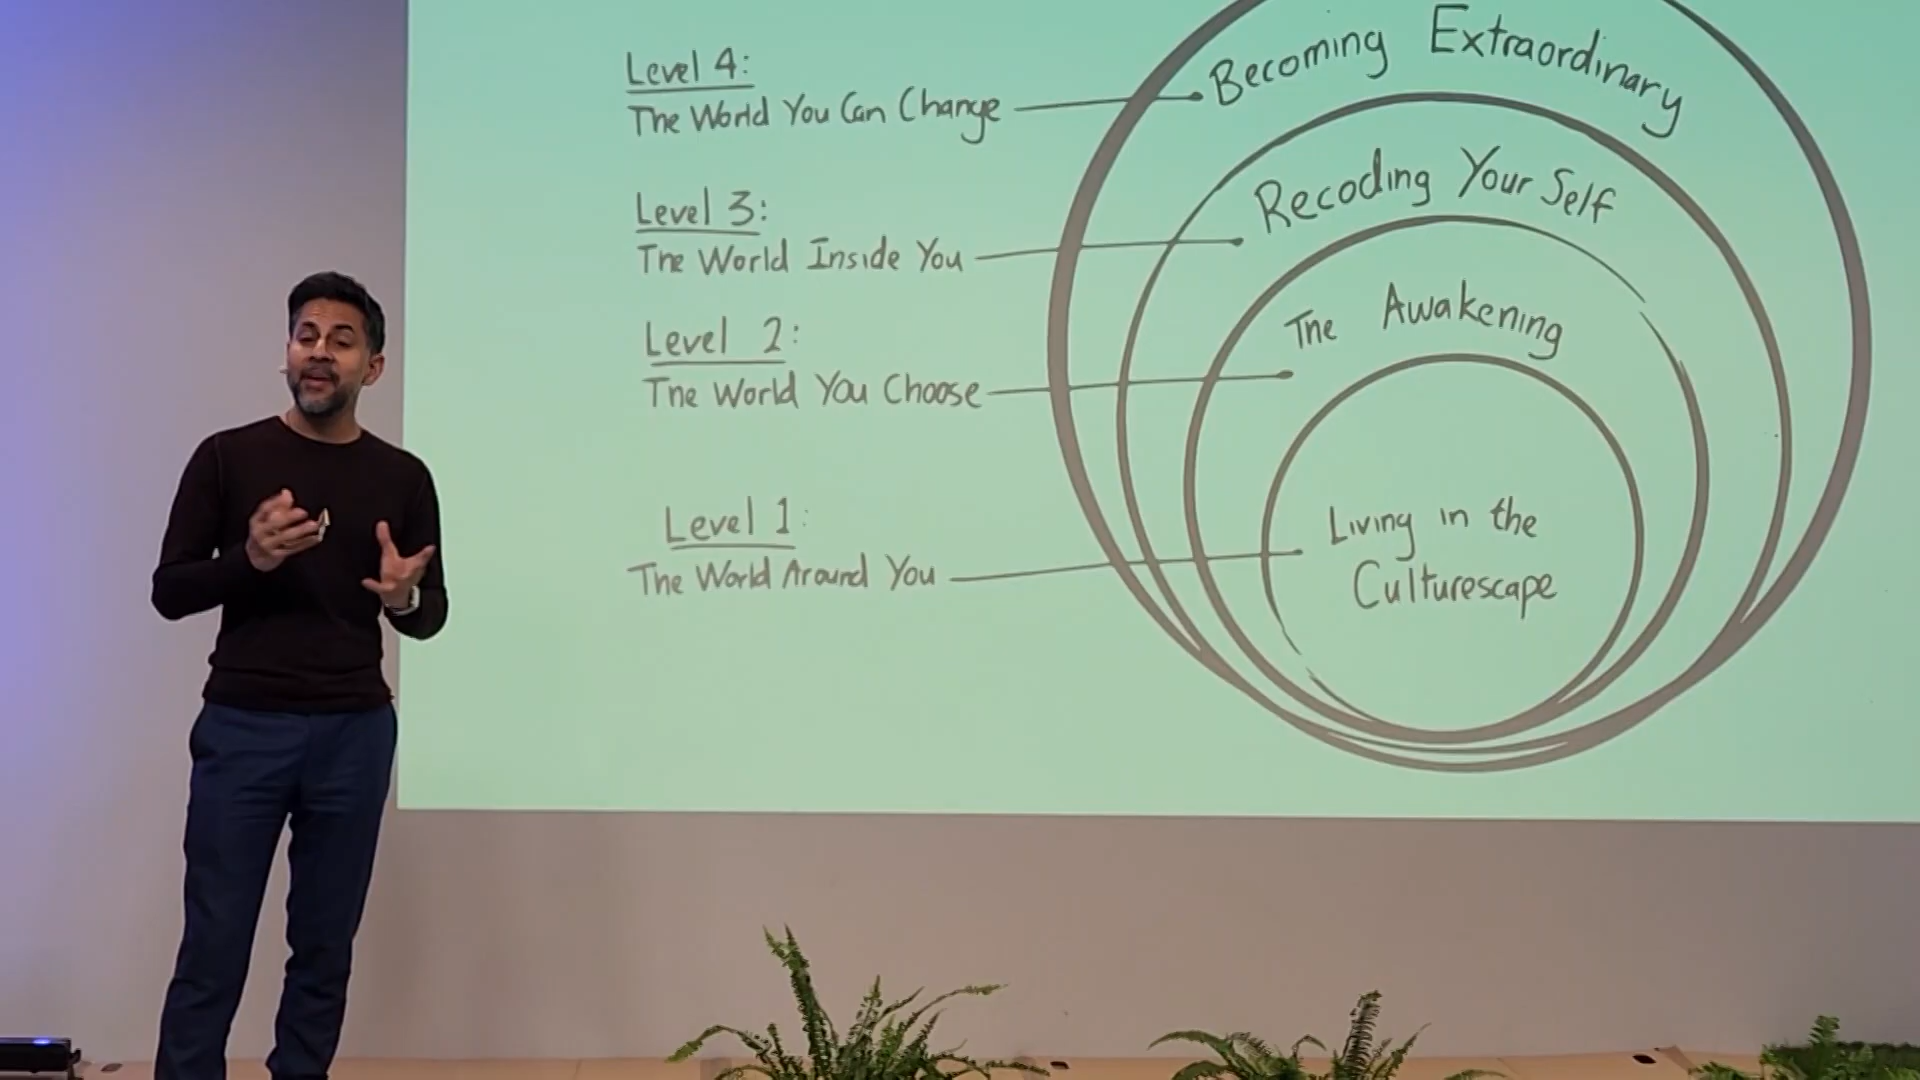 Level 4:
The World You Can Change
Becoming Extraordinary
Level 3:
The World Inside You
Recoding Your Self
Level 2:
The World You Choose
The Awakening
Level 1:
The World Around You
Living in the
Culturescape